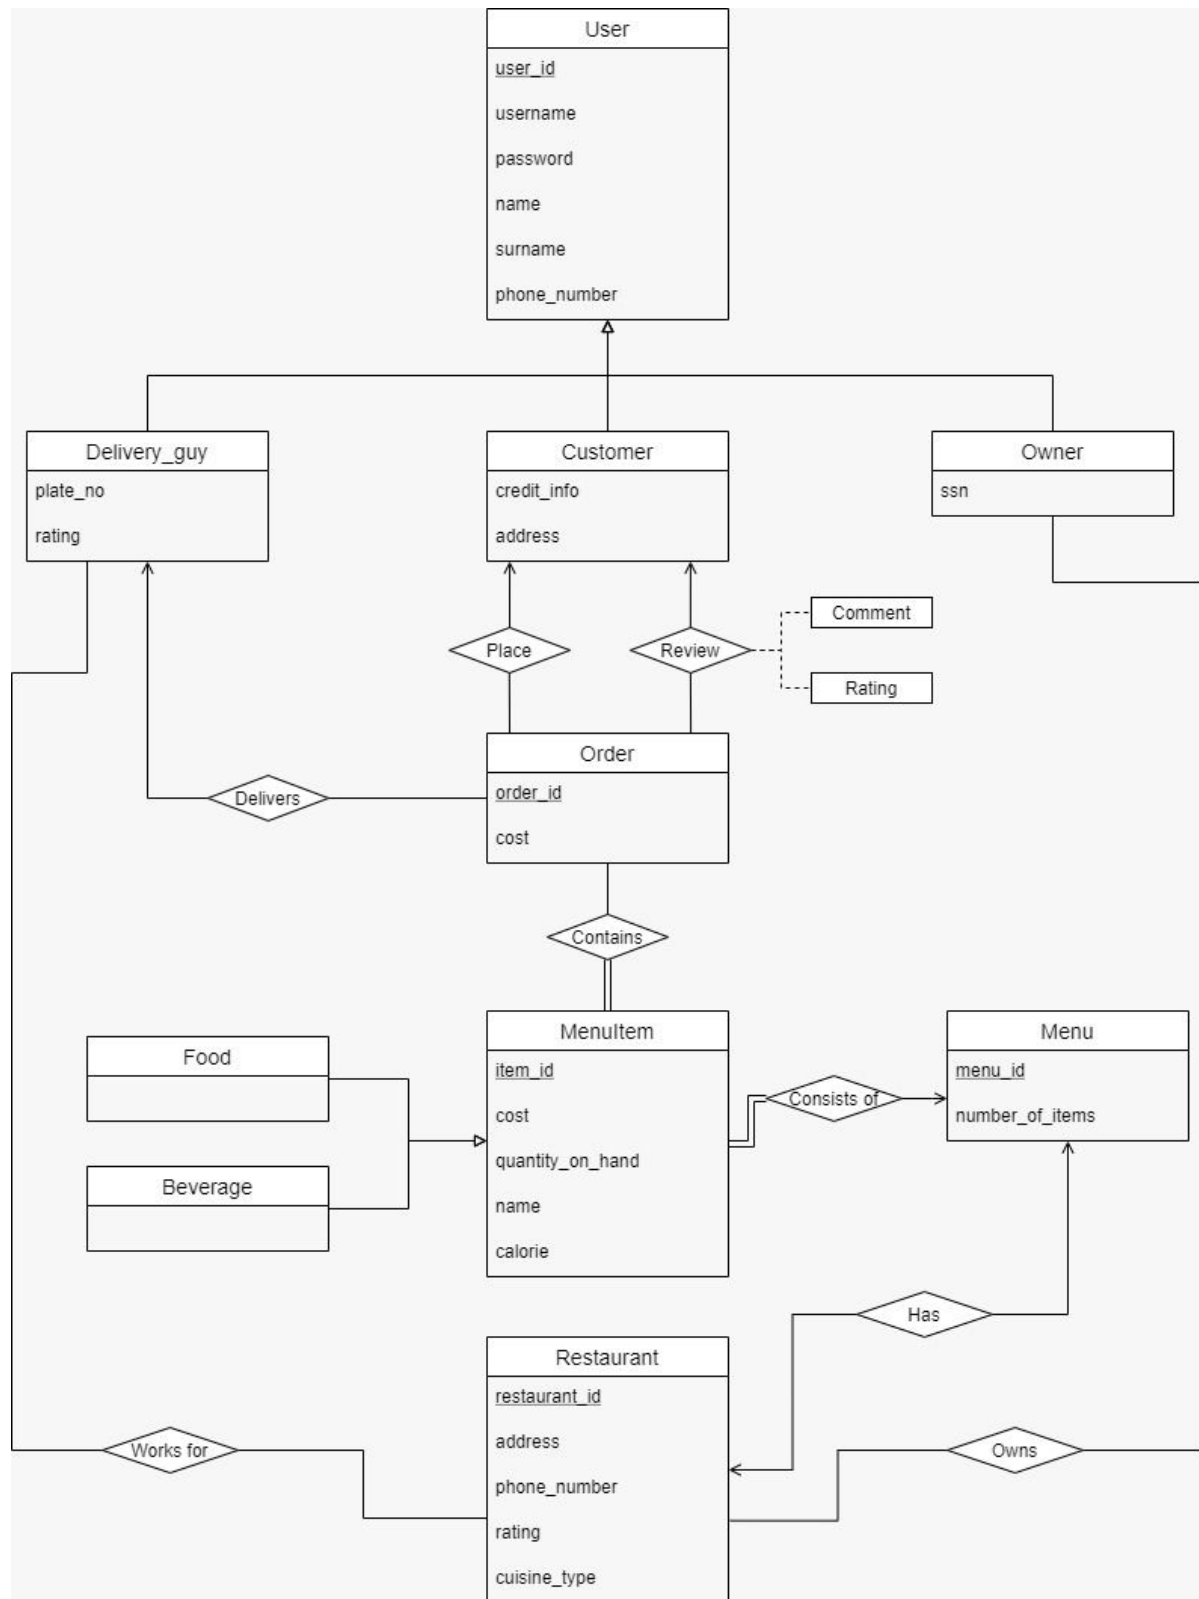 User
user_id
username
password
name
surname
phone_number
Delivery_guy
plate_no
rating
Customer
credit_info
address
Owner
ssn
Comment
Place
Review
Rating
Order
order_id
cost
Delivers
Contains
MenuItem
item_id
cost
quantity_on_hand
name
calorie
Food
Beverage
Consists of
Menu
menu_id
number_of_items
Has
Restaurant
restaurant_id
address
phone_number
rating
cuisine_type
Works for
Owns